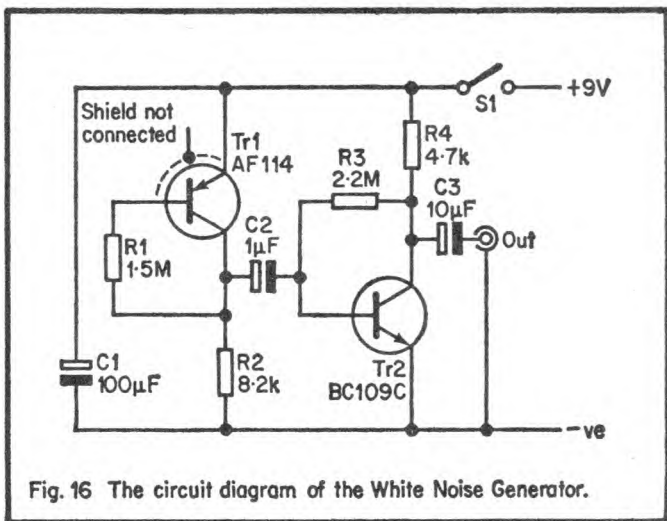 Shield not
connected
Tr1
AF114
S1
+9V
R4
4·7k
R3
2·2M
C3
10µF
Out
C2
1µF
R1
1·5M
C1
100µF
R2
8·2k
Tr2
BC109C
-ve
Fig. 16 The circuit diagram of the White Noise Generator.